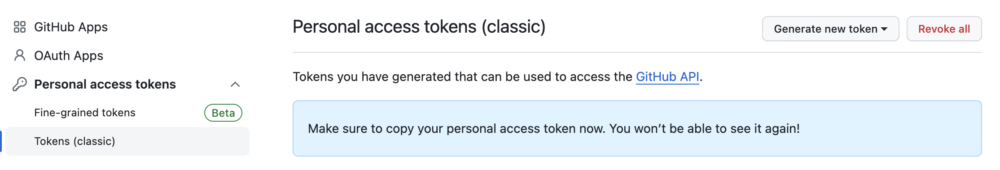 GitHub Apps
OAuth Apps
Personal access tokens
Fine-grained tokens Beta
Tokens (classic)
Personal access tokens (classic)
Generate new token
Revoke all
Tokens you have generated that can be used to access the GitHub API.
Make sure to copy your personal access token now. You won’t be able to see it again!